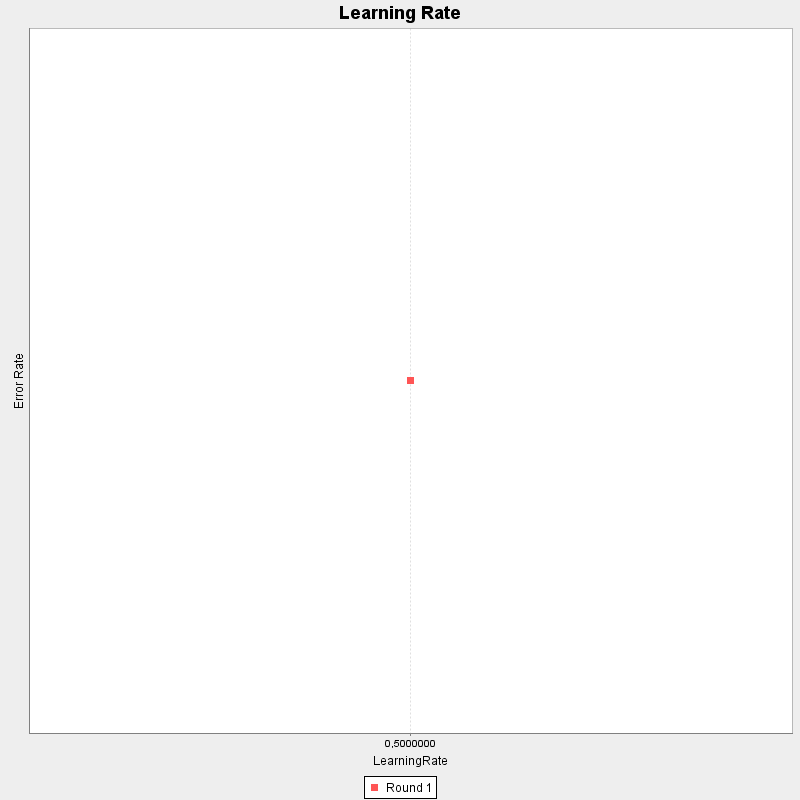 Learning Rate
Error Rate
0,5000000
LearningRate
Round 1